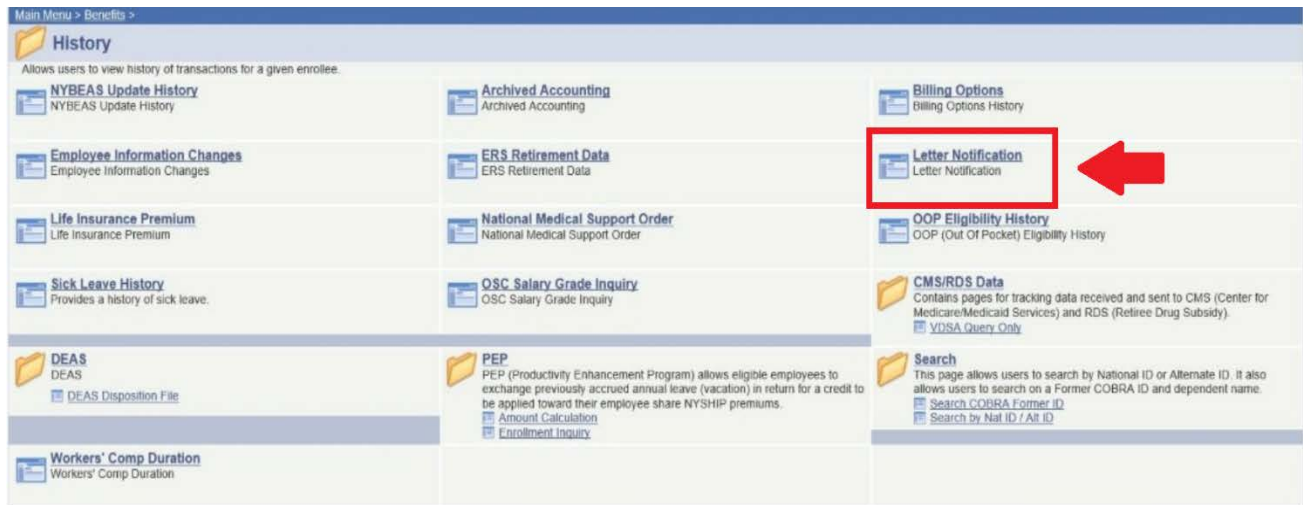 Main Menu > Benefits >
History
Allows users to view history of transactions for a given enrollee.
NYBEAS Update History
NYBEAS Update History
Archived Accounting
Archived Accounting
Billing Options
Billing Options History
Employee Information Changes
Employee Information Changes
ERS Retirement Data
ERS Retirement Data
Letter Notification
Letter Notification
Life Insurance Premium
Life Insurance Premium
National Medical Support Order
National Medical Support Order
OOP Eligibility History
OOP (Out Of Pocket) Eligibility History
Sick Leave History
Provides a history of sick leave.
OSC Salary Grade Inquiry
OSC Salary Grade Inquiry
CMS/RDS Data
Contains pages for tracking data received and sent to CMS (Center for
Medicare/Medicaid Services) and RDS (Retiree Drug Subsidy).
VDSA Query Only
DEAS
DEAS
DEAS Disposition File
PEP
PEP (Productivity Enhancement Program) allows eligible employees to
exchange previously accrued annual leave (vacation) in return for a credit to
be applied toward their employee share NYSHIP premiums.
Amount Calculation
Enrollment Inquiry
Search
This page allows users to search by National ID or Alternate ID. It also
allows users to search on a Former COBRA ID and dependent name.
Search COBRA Former ID
Search by Nat ID / Alt ID
Workers' Comp Duration
Workers' Comp Duration